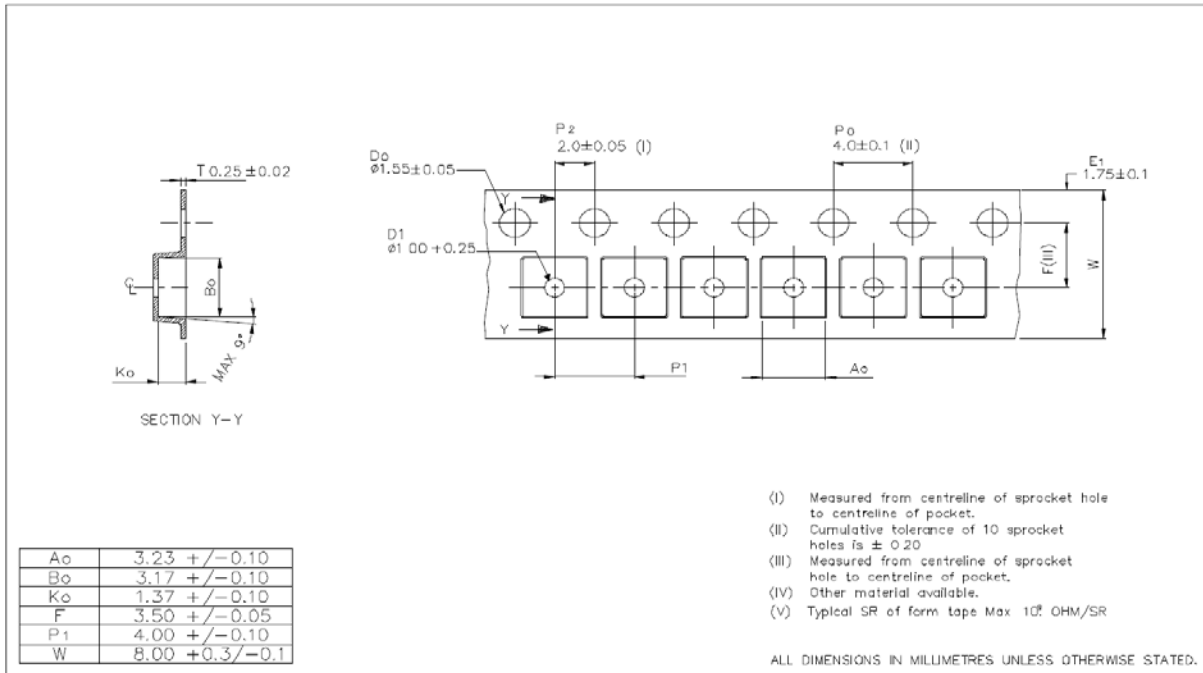 P2
2.0±0.05 (I)
Po
4.0±0.1 (II)
E1
1.75±0.1
Do
ø1.55±0.05
T 0.25±0.02
Y
D1
ø1.00 +0.25
F(III)
W
Bo
Y
MAX 9°
Ko
P1
Ao
SECTION Y-Y
(I) Measured from centreline of sprocket hole
to centreline of pocket.
(II) Cumulative tolerance of 10 sprocket
holes is ± 0.20
(III) Measured from centreline of sprocket
hole to centreline of pocket.
(IV) Other material available.
(V) Typical SR of form tape Max OHM/SR
Ao 3.23 +/-0.10
Bo 3.17 +/-0.10
Ko 1.37 +/-0.10
F 3.50 +/-0.05
P1 4.00 +/-0.10
W 8.00 +0.3/-0.1
ALL DIMENSIONS IN MILLIMETRES UNLESS OTHERWISE STATED.